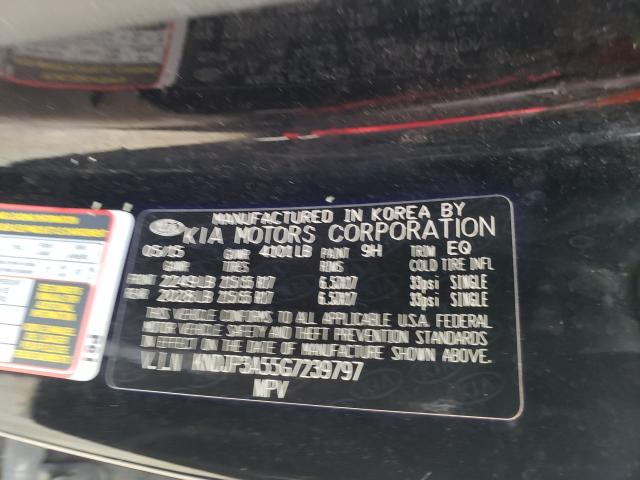 MANUFACTURED IN KOREA BY
KIA MOTORS CORPORATION
05/15 GVWR 4101LB PAINT 9H TRIM EQ
GAWR TIRES RIMS COLD TIRE INFL
FRONT 2249LB 215/55 R17 6.5JX17 33psi SINGLE
REAR 2028LB 215/55 R17 6.5JX17 33psi SINGLE
THIS VEHICLE CONFORMS TO ALL APPLICABLE U.S.A. FEDERAL
MOTOR VEHICLE SAFETY AND THEFT PREVENTION STANDARDS
IN EFFECT ON THE DATE OF MANUFACTURE SHOWN ABOVE.
V.I.N KNDJP3A55G7239797
MPV